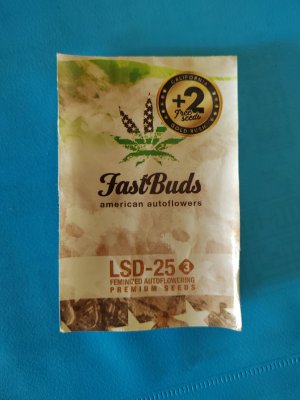 CALIFORNIA
+2
Free
seeds
GOLD RUSH
FastBuds
american autoflowers
LSD-25 3
FEMINIZED AUTOFLOWERING
PREMIUM SEEDS